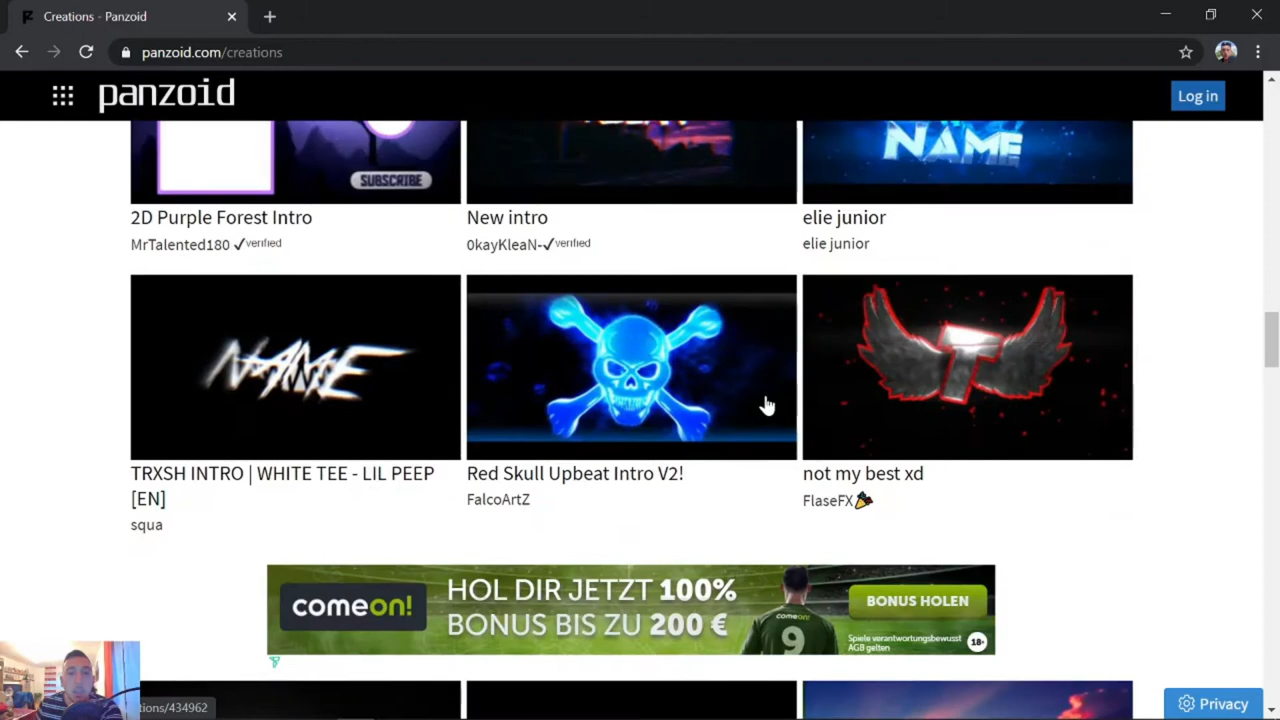 Creations - Panzoid
panzoid.com/creations
panzoid
Log in
SUBSCRIBE
NAME
2D Purple Forest Intro
New intro
elie junior
MrTalented180 ✓verified
0kayKleaN-✓verified
elie junior
NAME
T
TRXSH INTRO | WHITE TEE - LIL PEEP
[EN]
squa
Red Skull Upbeat Intro V2!
FalcoArtZ
not my best xd
FlaseFX
comeon!
HOL DIR JETZT 100%
BONUS BIS ZU 200 €
comeon!
9
BONUS HOLEN
Spiele verantwortungsbewusst
AGB gelten
18+
tions/434962
Privacy